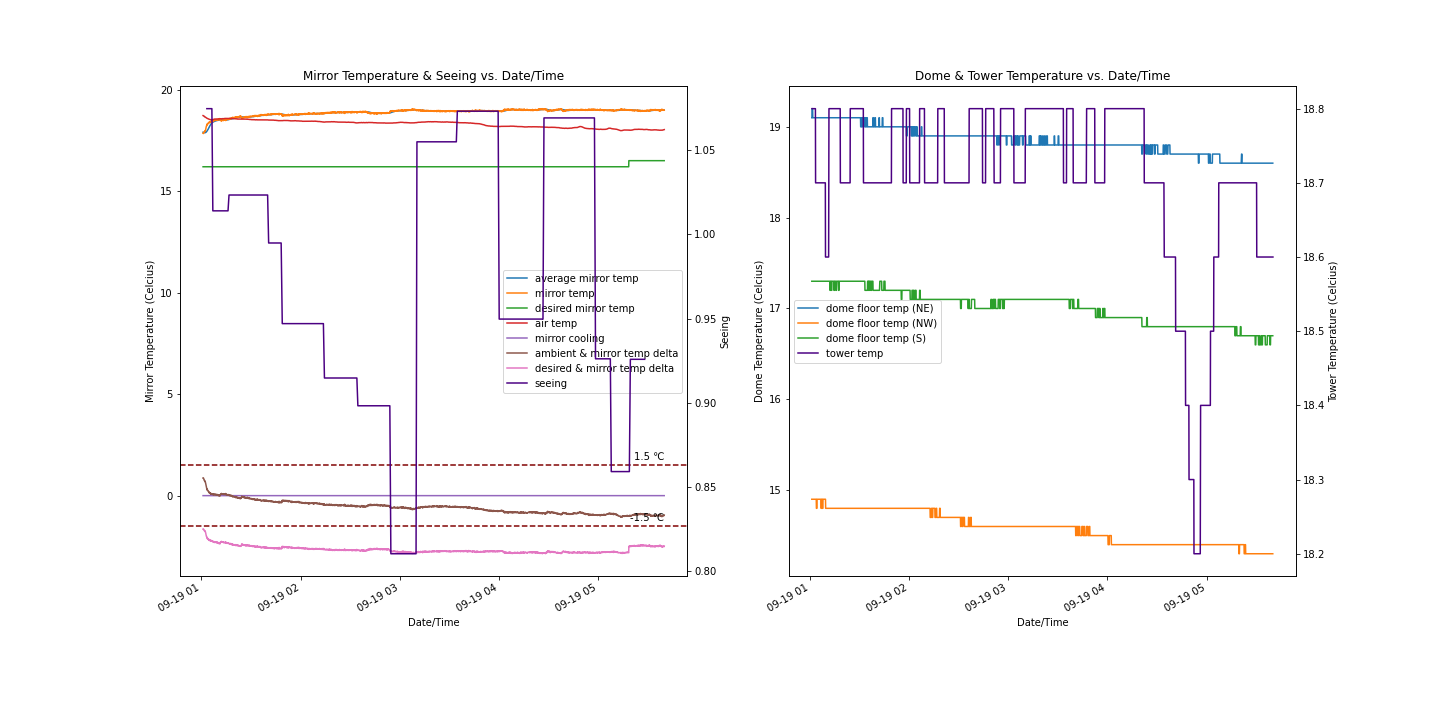 Mirror Temperature & Seeing vs. Date/Time
Mirror Temperature (Celcius)
20
15
10
5
0
1.05
1.00
0.95
0.90
0.85
0.80
Seeing
average mirror temp
mirror temp
desired mirror temp
air temp
mirror cooling
ambient & mirror temp delta
desired & mirror temp delta
seeing
1.5 °C
-1.5 °C
09-19 01
09-19 02
09-19 03
09-19 04
09-19 05
Date/Time
Dome & Tower Temperature vs. Date/Time
Dome Temperature (Celcius)
19
18
17
16
15
18.8
18.7
18.6
18.5
18.4
18.3
18.2
Tower Temperature (Celcius)
dome floor temp (NE)
dome floor temp (NW)
dome floor temp (S)
tower temp
09-19 01
09-19 02
09-19 03
09-19 04
09-19 05
Date/Time